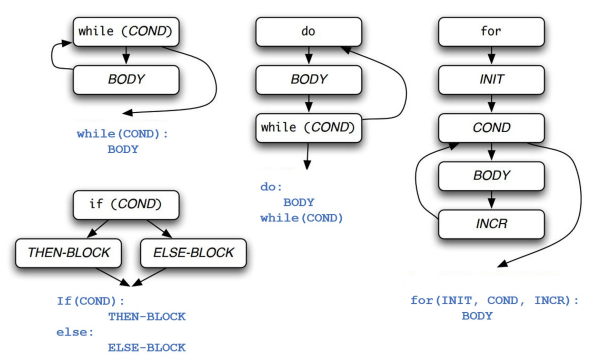 while (COND)
BODY
while(COND):
BODY
do
BODY
while (COND)
do:
BODY
while(COND)
for
INIT
COND
BODY
INCR
for(INIT, COND, INCR):
BODY
if (COND)
THEN-BLOCK
ELSE-BLOCK
If(COND):
THEN-BLOCK
else:
ELSE-BLOCK